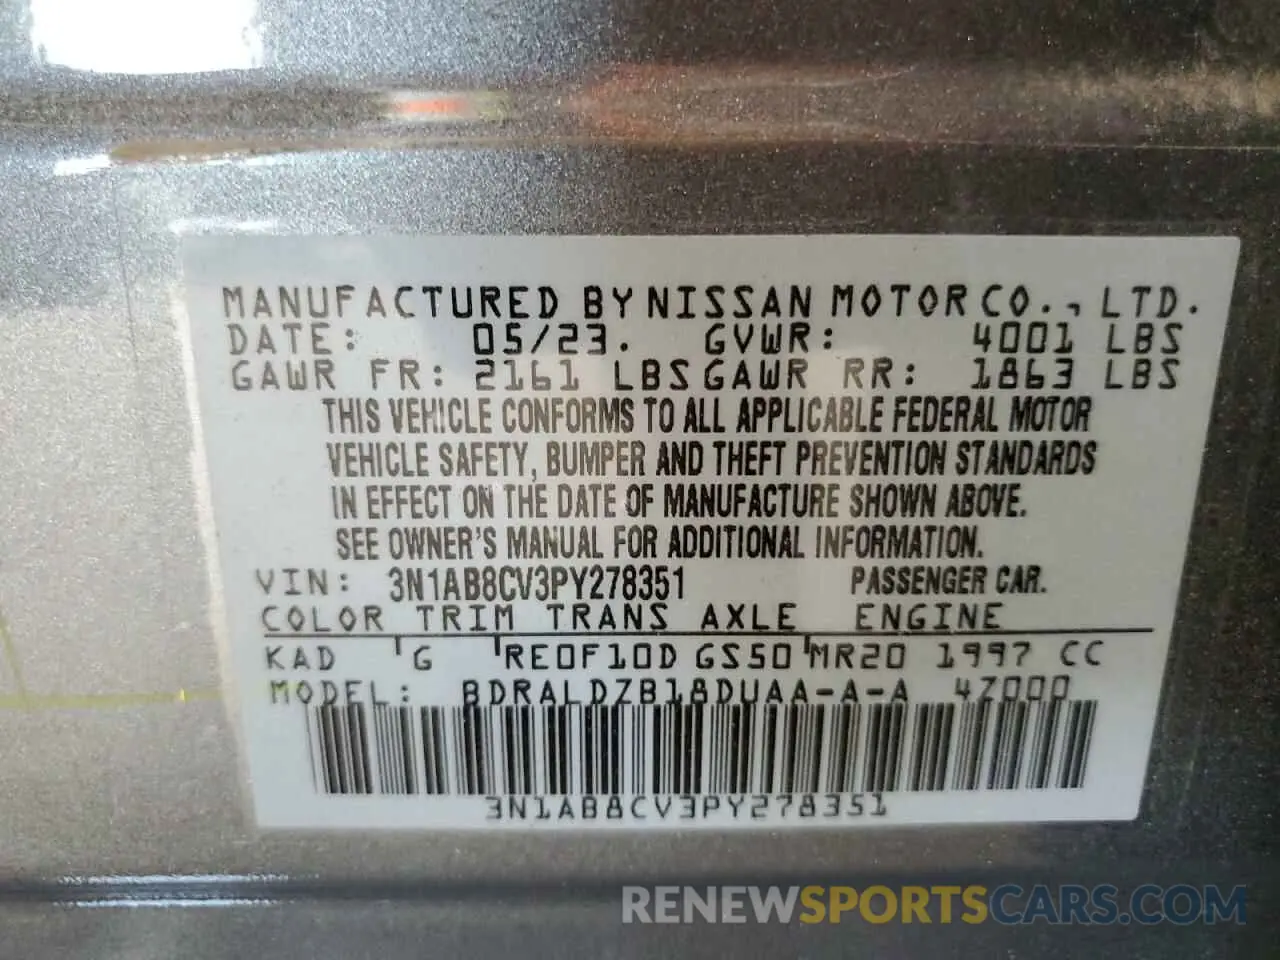 MANUFACTURED BY NISSAN MOTOR CO., LTD.
DATE: 05/23. GVWR: 4001 LBS
GAWR FR: 2161 LBS GAWR RR: 1863 LBS
THIS VEHICLE CONFORMS TO ALL APPLICABLE FEDERAL MOTOR
VEHICLE SAFETY, BUMPER AND THEFT PREVENTION STANDARDS
IN EFFECT ON THE DATE OF MANUFACTURE SHOWN ABOVE.
SEE OWNER'S MANUAL FOR ADDITIONAL INFORMATION.
VIN: 3N1AB8CV3PY278351 PASSENGER CAR.
COLOR TRIM TRANS AXLE ENGINE
KAD G RE0F10D GS50 MR20 1997 CC
MODEL: BDRALDZB18DUAA-A-A 4Z000
3N1AB8CV3PY278351
RENEWSPORTSCARS.COM